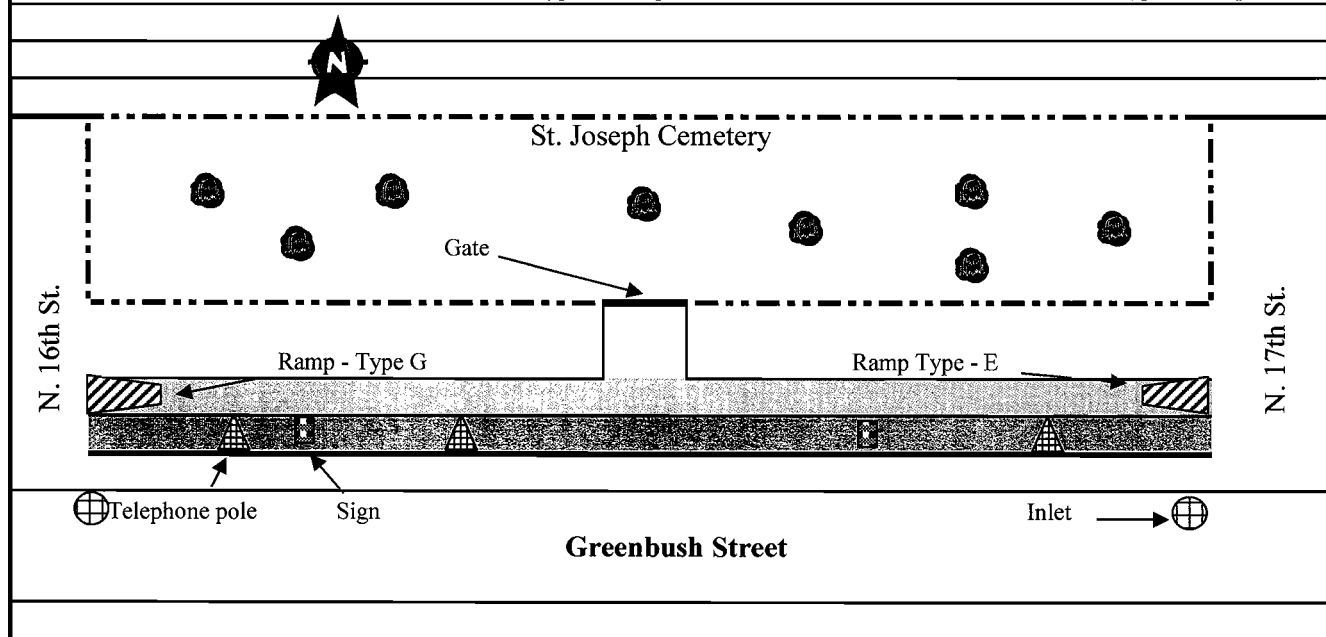 N
St. Joseph Cemetery
Gate
N. 16th St.
N. 17th St.
Ramp - Type G
Ramp Type - E
Telephone pole
Sign
Inlet
Greenbush Street